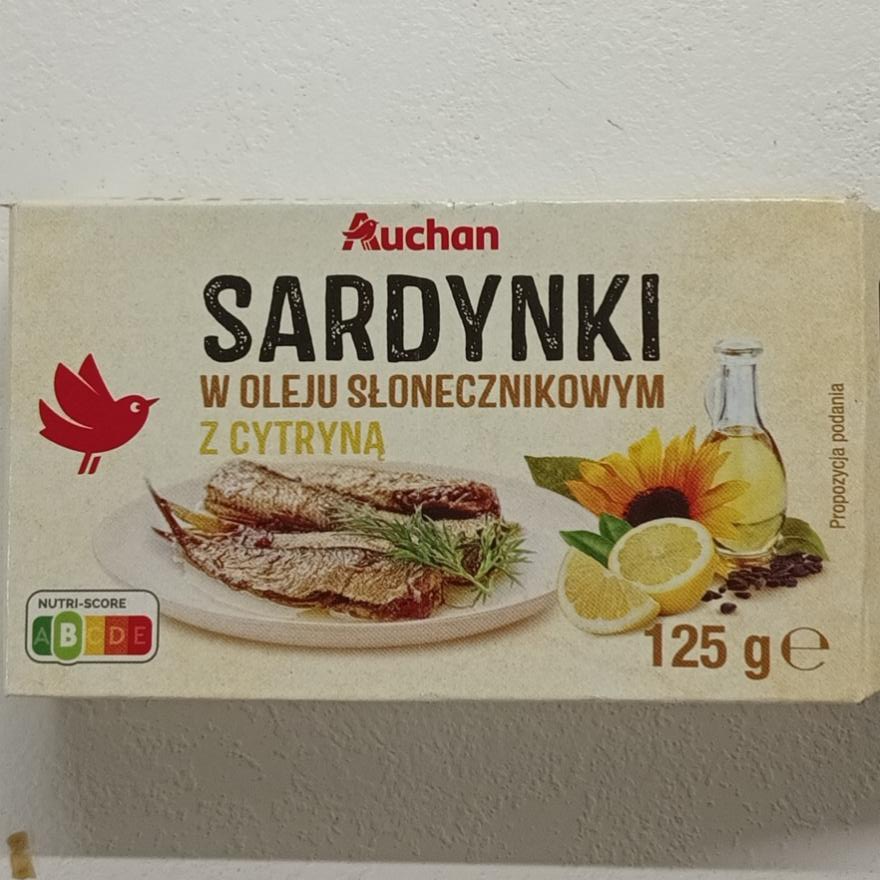 Auchan
SARDYNKI
W OLEJU SŁONECZNIKOWYM
Z CYTRYNĄ
Propozycja podania
NUTRI-SCORE
A B C D E
125 g ℮